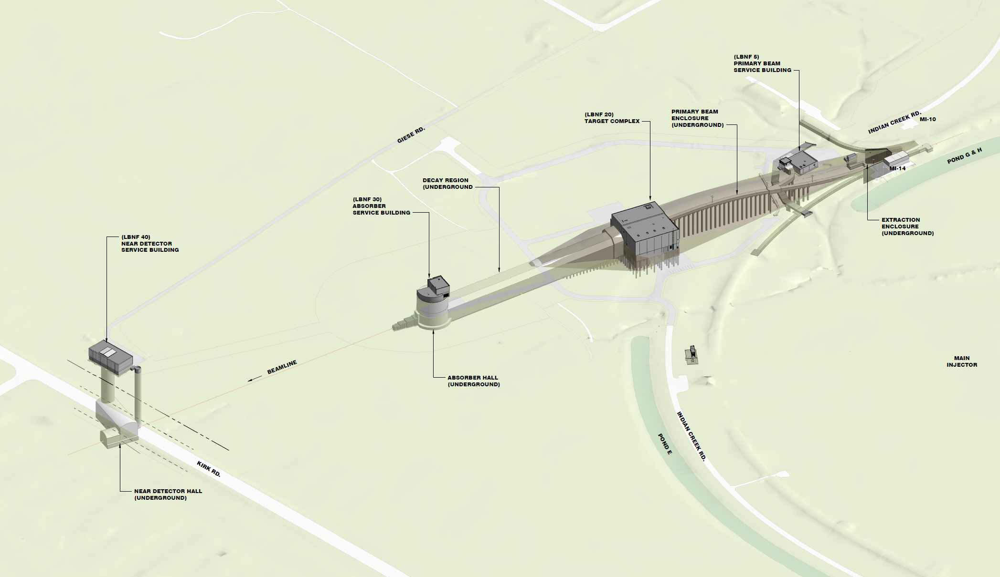 (LBNF 5)
PRIMARY BEAM
SERVICE BUILDING
(LBNF 20)
TARGET COMPLEX
PRIMARY BEAM
ENCLOSURE
(UNDERGROUND)
INDIAN CREEK RD.
MI-10
GIESE RD.
POND G & H
MI-14
DECAY REGION
(UNDERGROUND
(LBNF 30)
ABSORBER
SERVICE BUILDING
EXTRACTION
ENCLOSURE
(UNDERGROUND)
(LBNF 40)
NEAR DETECTOR
SERVICE BUILDING
BEAMLINE
ABSORBER HALL
(UNDERGROUND)
MAIN
INJECTOR
INDIAN CREEK RD.
POND E
KIRK RD.
NEAR DETECTOR HALL
(UNDERGROUND)